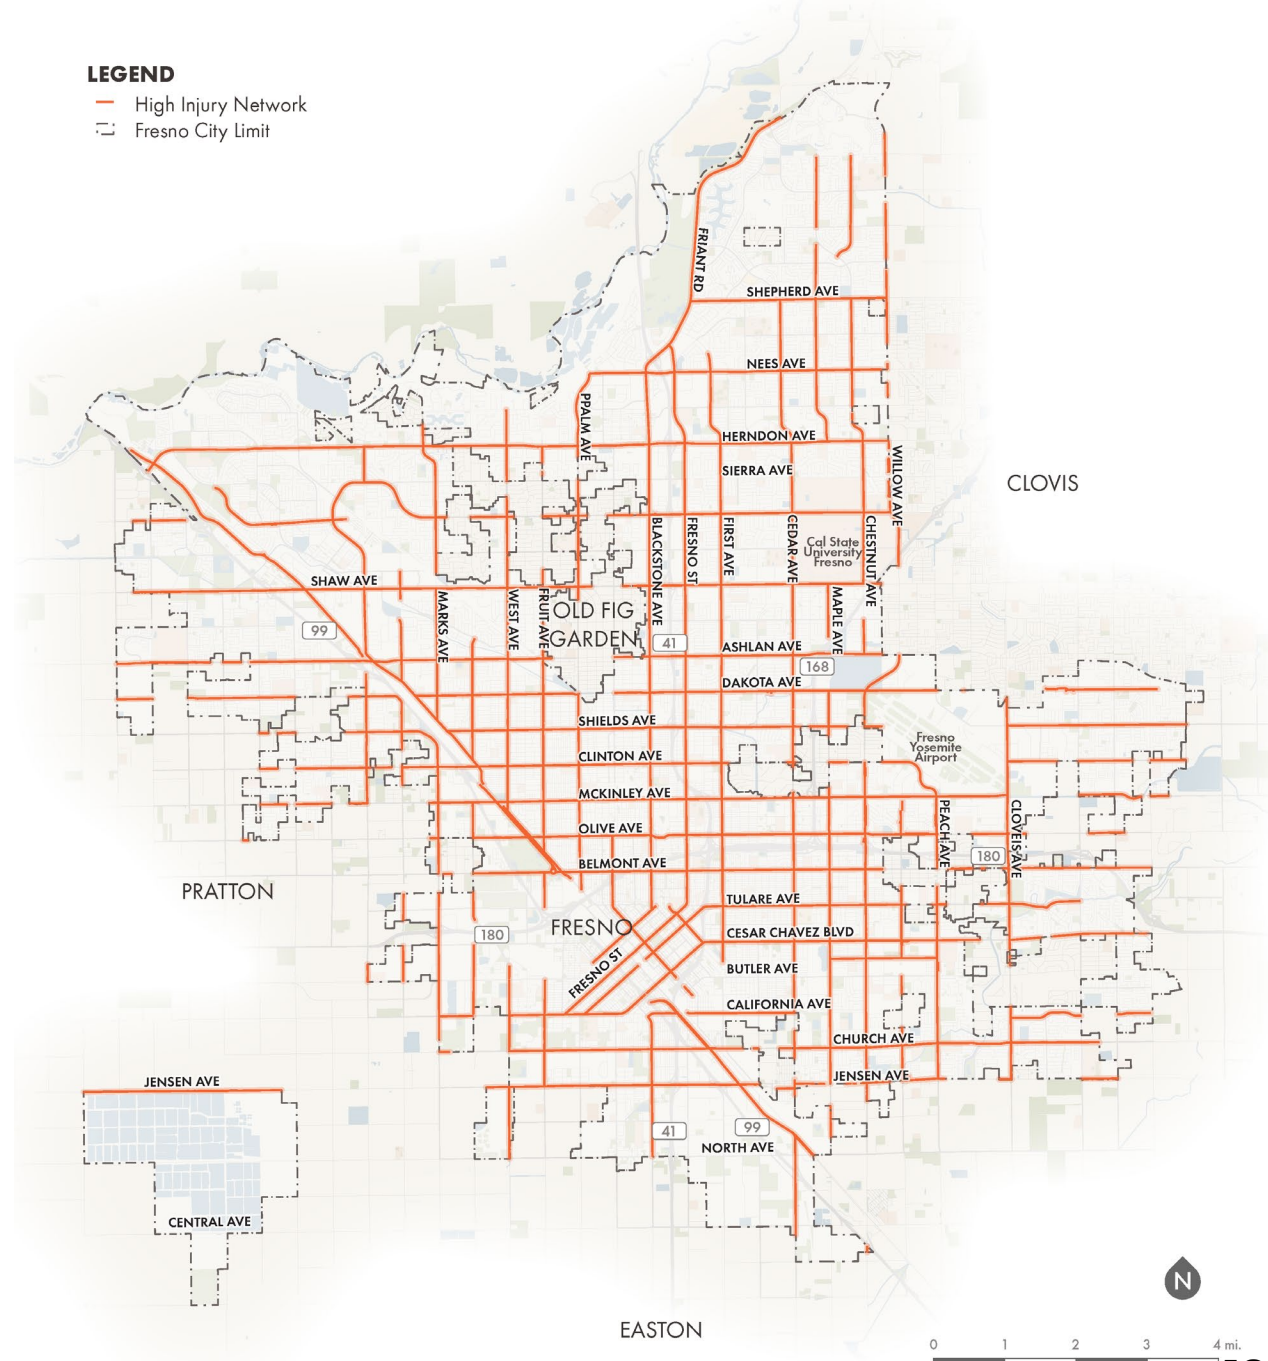 LEGEND
High Injury Network
Fresno City Limit
FRIANT RD
SHEPHERD AVE
NEES AVE
PPALM AVE
HERNDON AVE
SIERRA AVE
WILLOW AVE
CLOVIS
BLACKSTONE AVE
FRESNO ST
FIRST AVE
CEDAR AVE
CHESTNUT AVE
Cal State
University
Fresno
SHAW AVE
MARKS AVE
WEST AVE
FRUIT AVE
OLD FIG
GARDEN
MAPLE AVE
99
41
ASHLAN AVE
168
DAKOTA AVE
SHIELDS AVE
Fresno
Yosemite
Airport
CLINTON AVE
MCKINLEY AVE
PEACH AVE
CLOVEIS AVE
OLIVE AVE
BELMONT AVE
180
PRATTON
TULARE AVE
FRESNO
180
CESAR CHAVEZ BLVD
FRESNO ST
BUTLER AVE
CALIFORNIA AVE
CHURCH AVE
JENSEN AVE
JENSEN AVE
41
99
NORTH AVE
CENTRAL AVE
N
EASTON
0 1 2 3 4 mi.